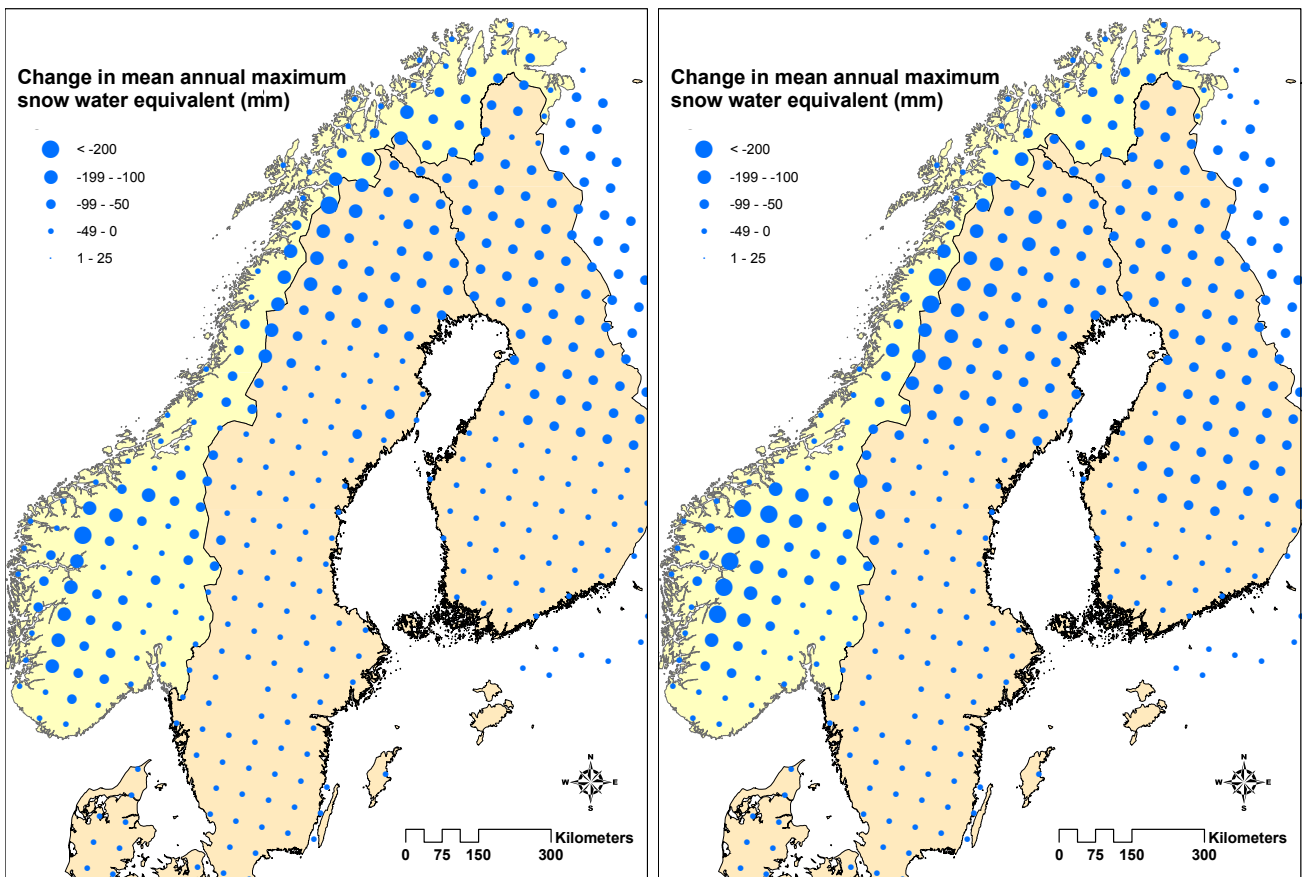 Change in mean annual maximum
snow water equivalent (mm)
< -200
-199 - -100
-99 - -50
-49 - 0
1 - 25
N
W E
S
Kilometers
0 75 150 300
Change in mean annual maximum
snow water equivalent (mm)
< -200
-199 - -100
-99 - -50
-49 - 0
1 - 25
N
W E
S
Kilometers
0 75 150 300